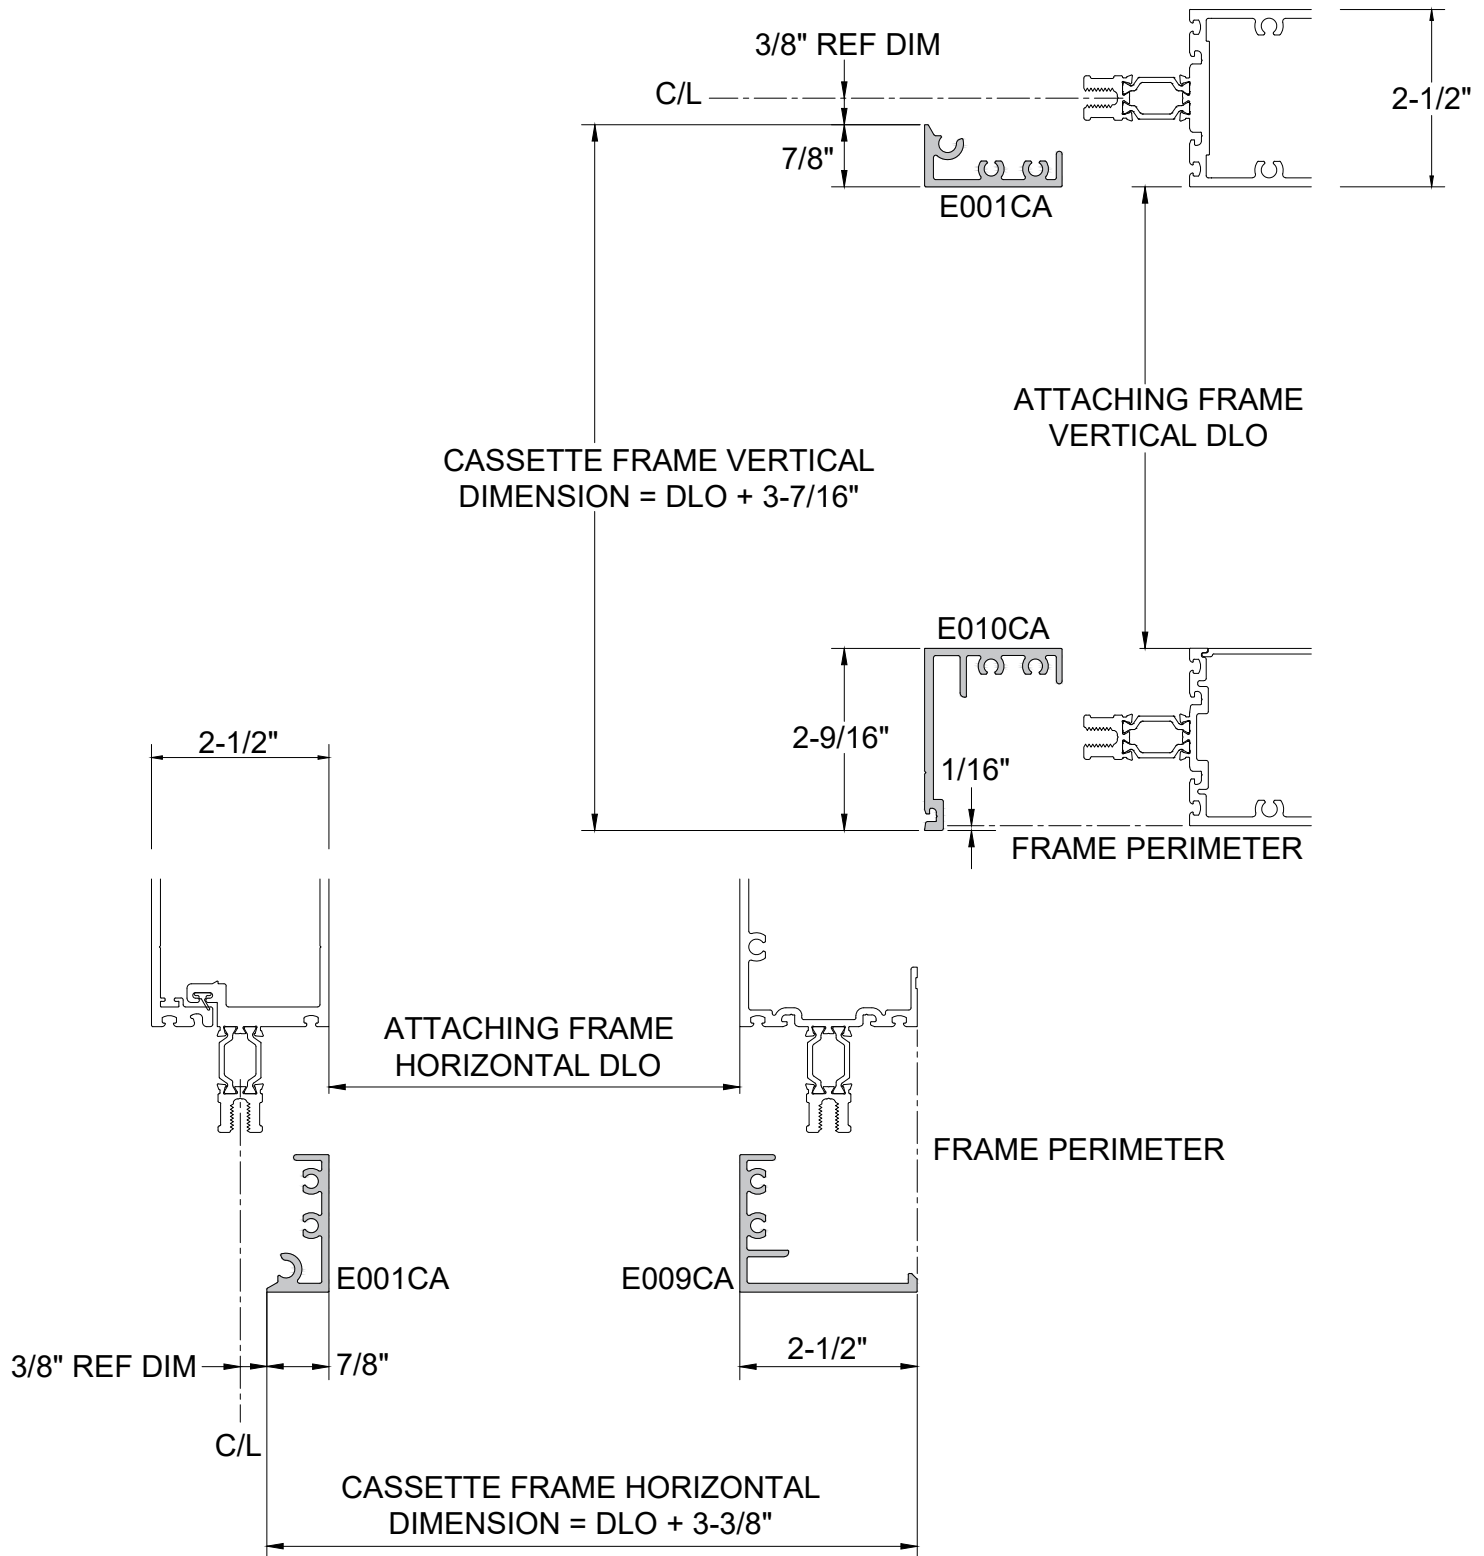 3/8" REF DIM
C/L
2-1/2"
7/8"
E001CA
ATTACHING FRAME
VERTICAL DLO
CASSETTE FRAME VERTICAL
DIMENSION = DLO + 3-7/16"
E010CA
2-9/16"
2-1/2"
1/16"
FRAME PERIMETER
ATTACHING FRAME
HORIZONTAL DLO
FRAME PERIMETER
E001CA
E009CA
3/8" REF DIM
7/8"
2-1/2"
C/L
CASSETTE FRAME HORIZONTAL
DIMENSION = DLO + 3-3/8"